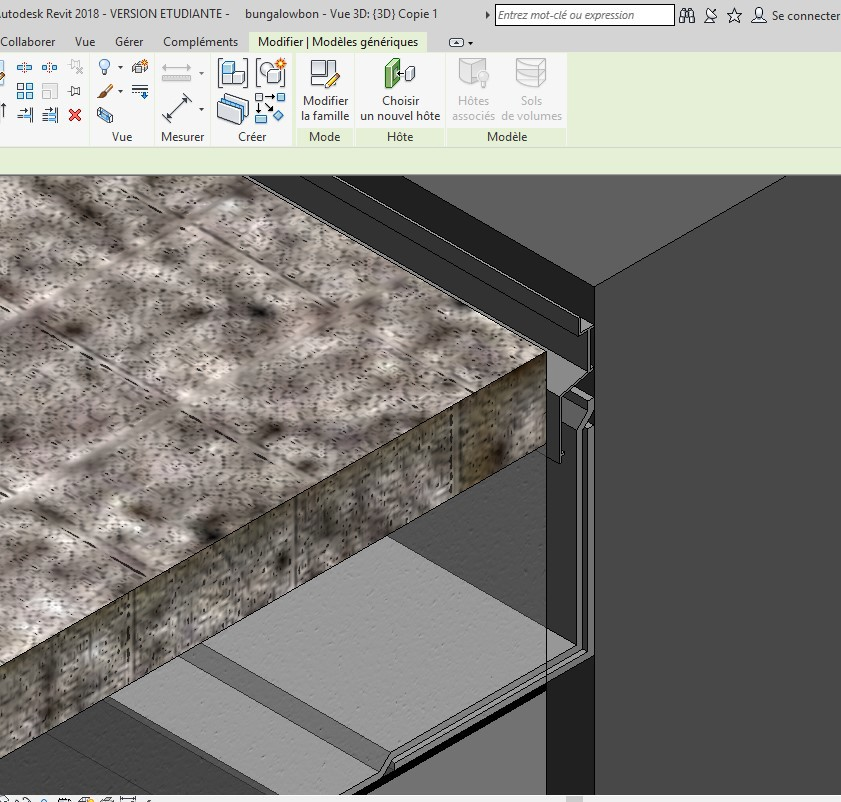 Autodesk Revit 2018 - VERSION ETUDIANTE - bungalowbon - Vue 3D: {3D} Copie 1
Entrez mot-clé ou expression
Se connecter
Collaborer Vue Gérer Compléments Modifier | Modèles génériques
Modifier la famille
Choisir un nouvel hôte
Hôtes associés
Sols de volumes
Vue Mesurer Créer Mode Hôte Modèle